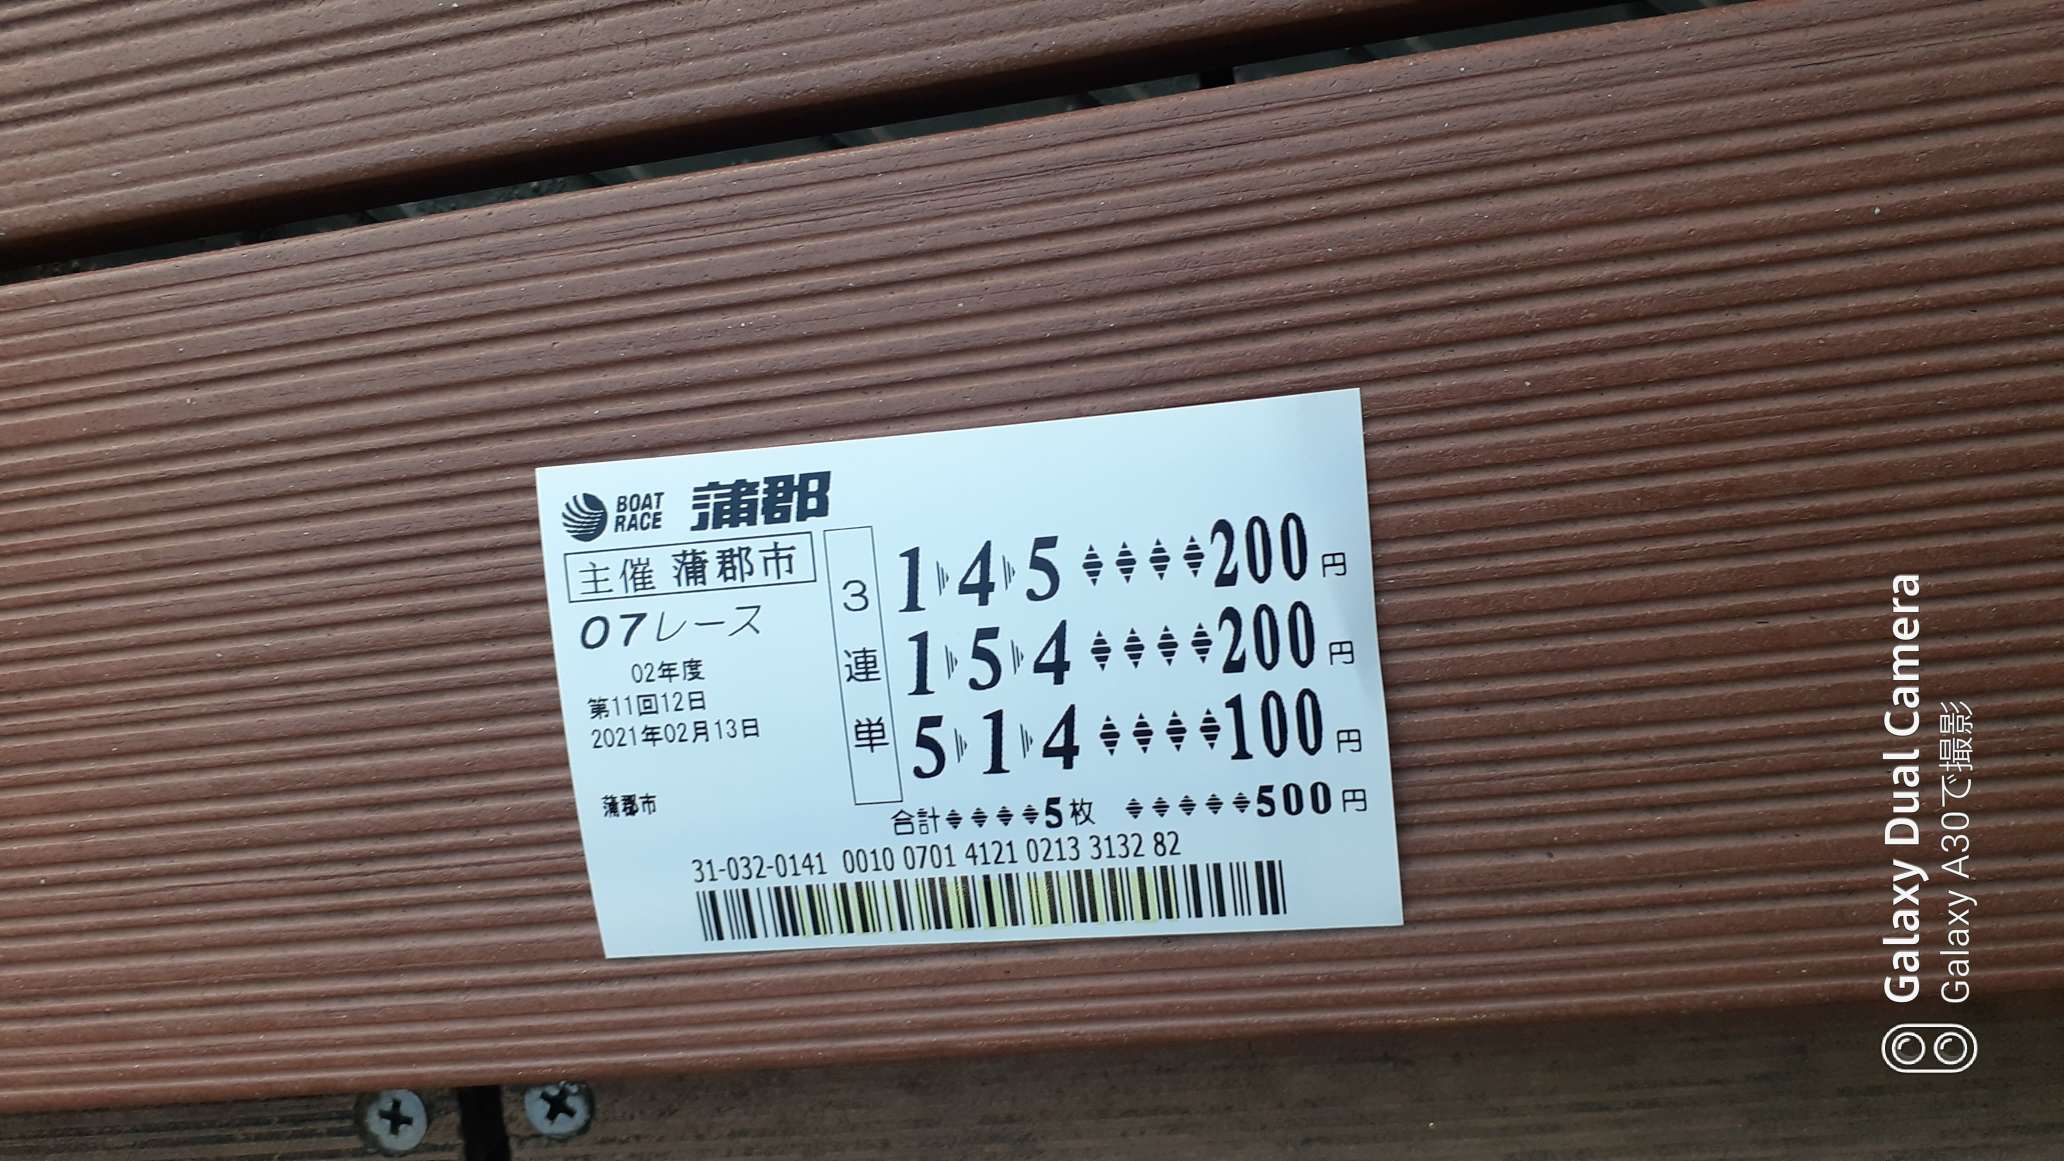 BOAT RACE 蒲郡
主催 蒲郡市
07レース
02年度
第11回12日
2021年02月13日
蒲郡市
3連単
1 4 5 200円
1 5 4 200円
5 1 4 100円
合計 5枚 500円
31-032-0141 0010 0701 4121 0213 3132 82
Galaxy Dual Camera
Galaxy A30で撮影